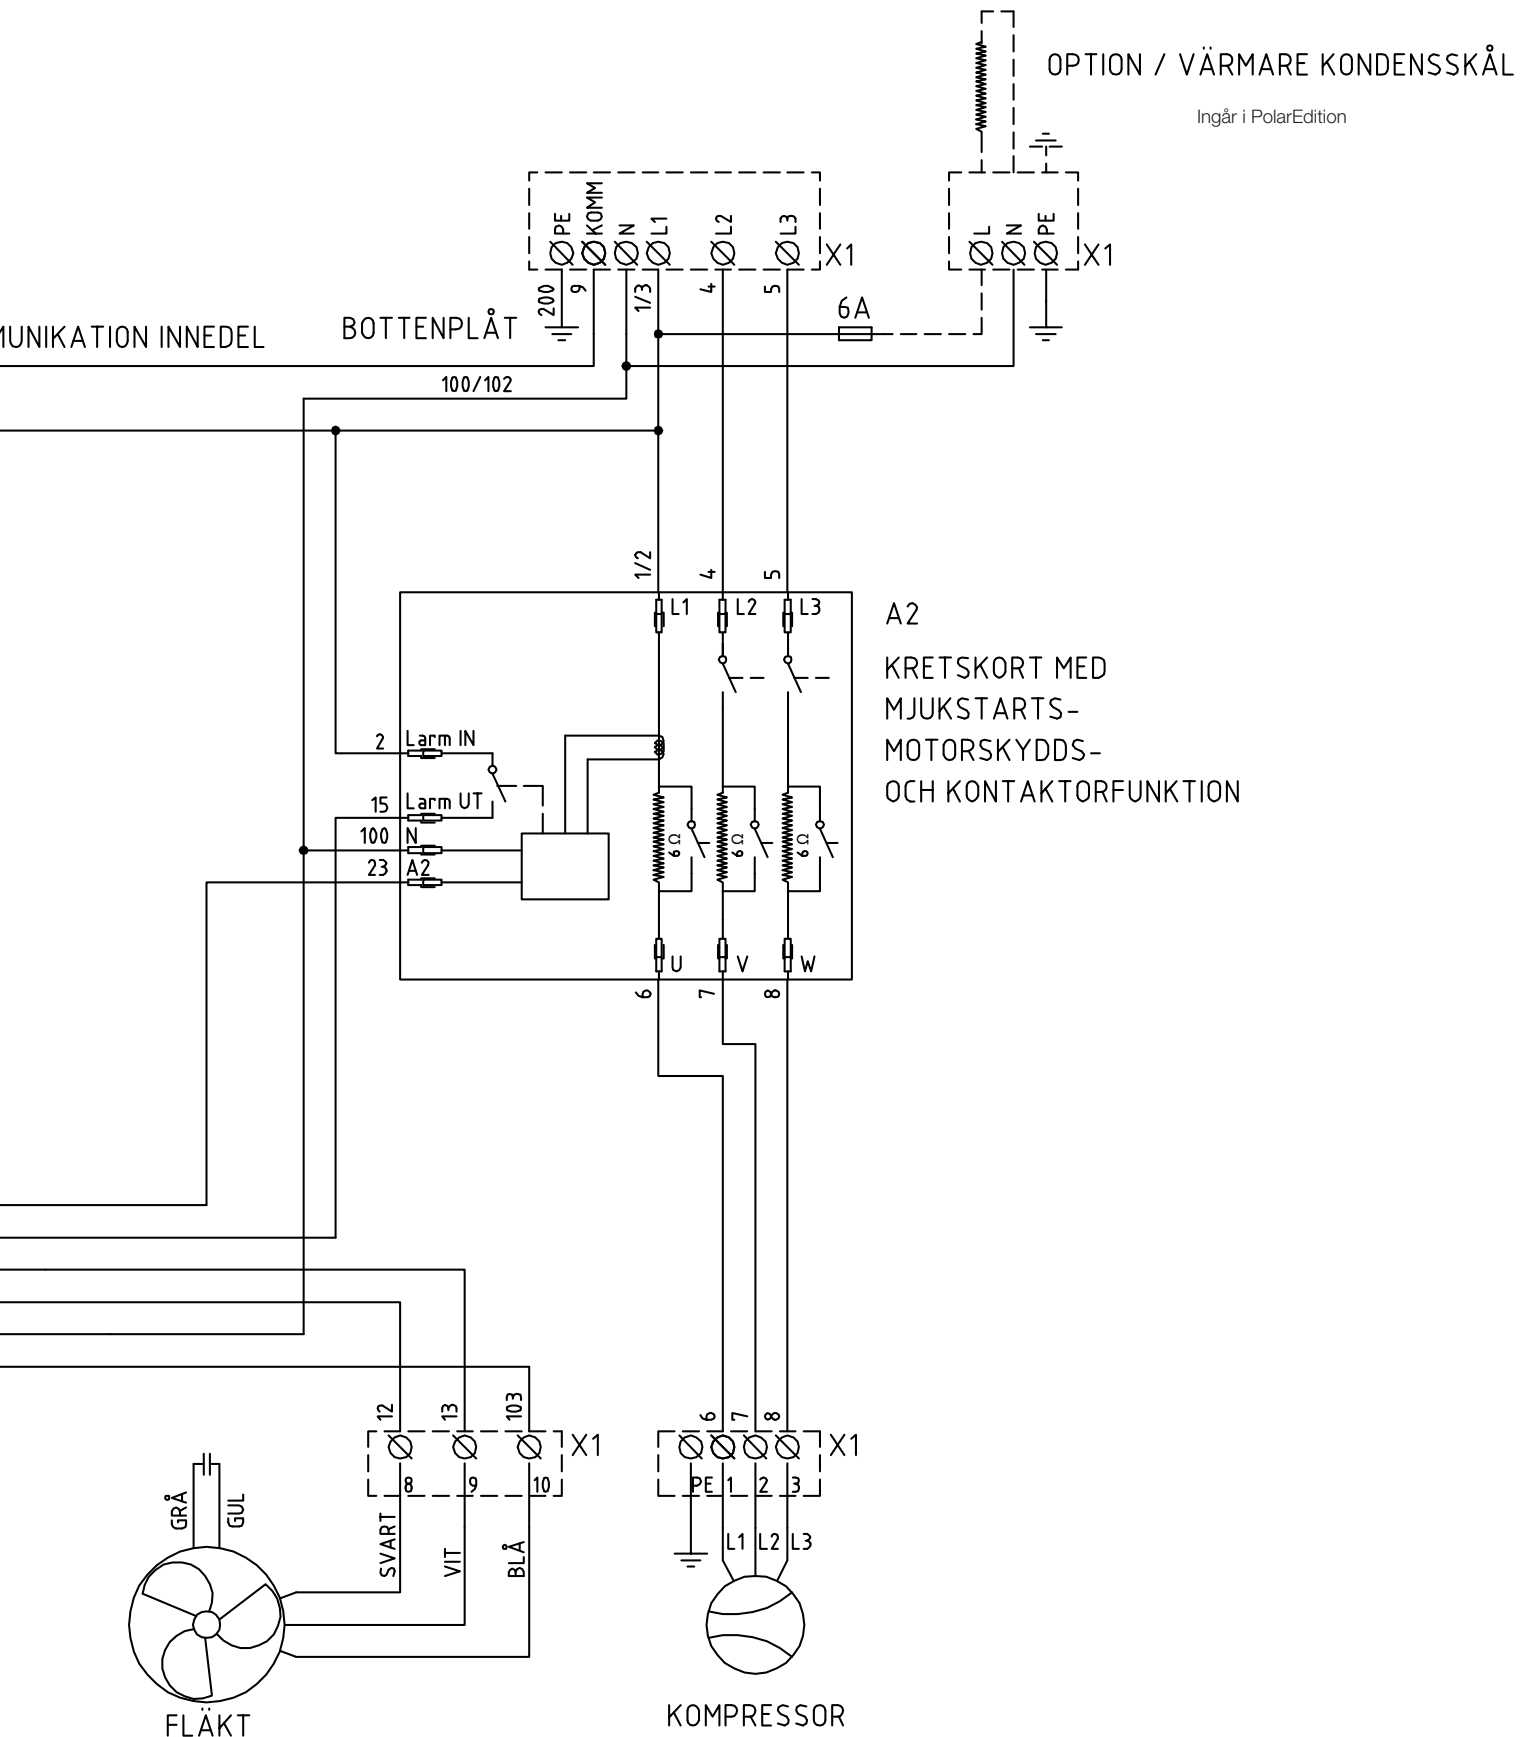 OPTION / VÄRMARE KONDENSSKÅL
Ingår i PolarEdition
PE KOMM N L1 L2 L3 X1
L N PE X1
200 9 1/3 4 5
6A
MUNIKATION INNEDEL
BOTTENPLÅT
100/102
1/2 4 5
L1 L2 L3
A2
KRETSKORT MED
MJUKSTARTS-
MOTORSKYDDS-
OCH KONTAKTORFUNKTION
2 Larm IN
15 Larm UT
100 N
23 A2
6 Ω 6 Ω 6 Ω
U V W
6 7 8
12 13 103 X1
8 9 10
6 7 8 X1
PE 1 2 3
GRÅ GUL
SVART VIT BLÅ
L1 L2 L3
FLÄKT
KOMPRESSOR